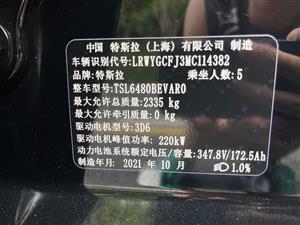 中国 特斯拉（上海）有限公司 制造
车辆识别代号:LRWYGCFJ3MC114382
品牌:特斯拉 乘坐人数:5
整车型号:TSL6480BEVAR0
最大允许总质量:2335 kg
最大允许牵引质量:0 kg
驱动电机型号:3D6
驱动电机峰值功率:220kW
动力电池系统额定电压/容量:347.8V/172.5Ah
制造年月:2021 年 10 月 1.0%